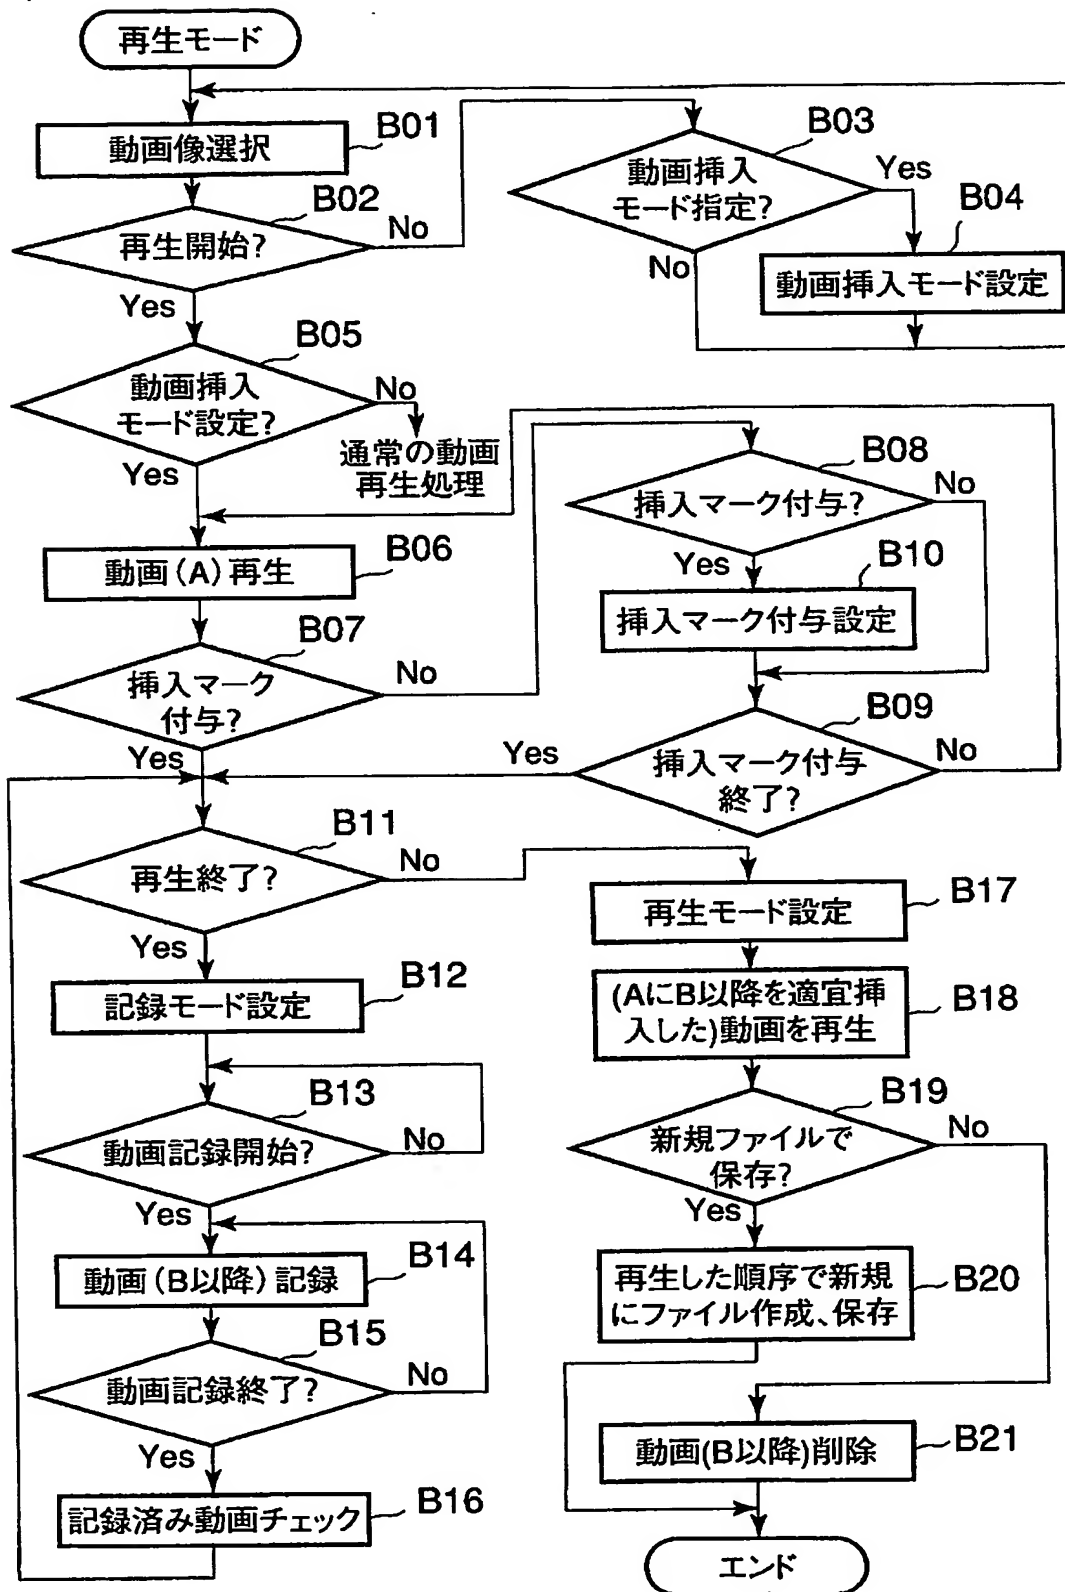 再生モード
動画像選択
B01
再生開始?
B02
No
Yes
動画挿入
モード指定?
B03
Yes
No
動画挿入モード設定
B04
動画挿入
モード設定?
B05
No
Yes
通常の動画
再生処理
動画(A)再生
B06
挿入マーク
付与?
B07
No
Yes
挿入マーク付与?
B08
No
Yes
挿入マーク付与設定
B10
挿入マーク付与
終了?
B09
Yes
No
再生終了?
B11
No
Yes
記録モード設定
B12
動画記録開始?
B13
No
Yes
動画(B以降)記録
B14
動画記録終了?
B15
No
Yes
記録済み動画チェック
B16
再生モード設定
B17
(AにB以降を適宜挿
入した)動画を再生
B18
新規ファイルで
保存?
B19
No
Yes
再生した順序で新規
にファイル作成、保存
B20
動画(B以降)削除
B21
エンド